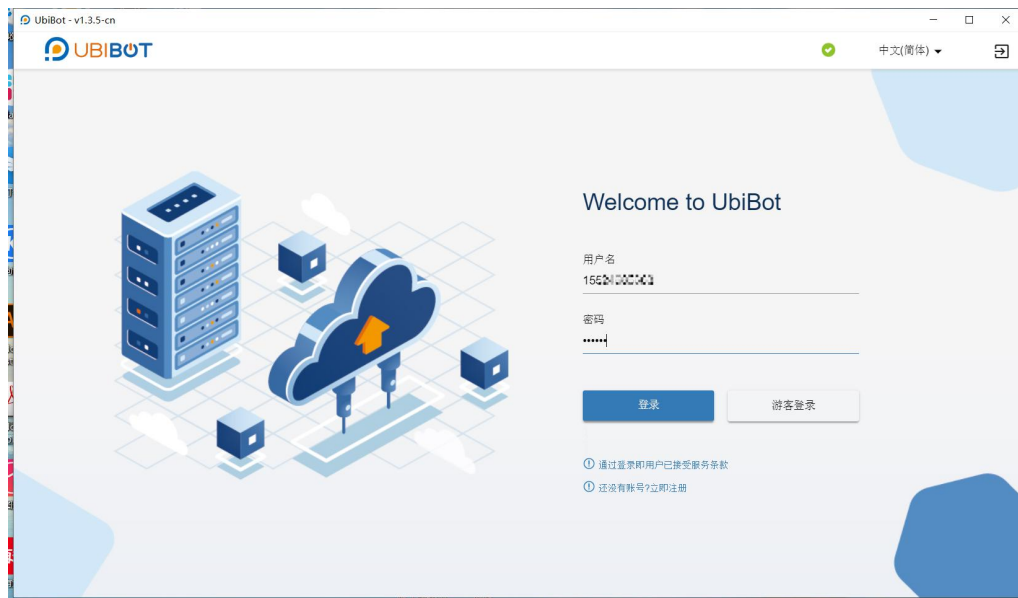 UbiBot - v1.3.5-cn
UBIBOT
中文(简体)
Welcome to UbiBot
用户名
密码
••••••
登录
游客登录
通过登录即用户已接受服务条款
还没有账号?立即注册